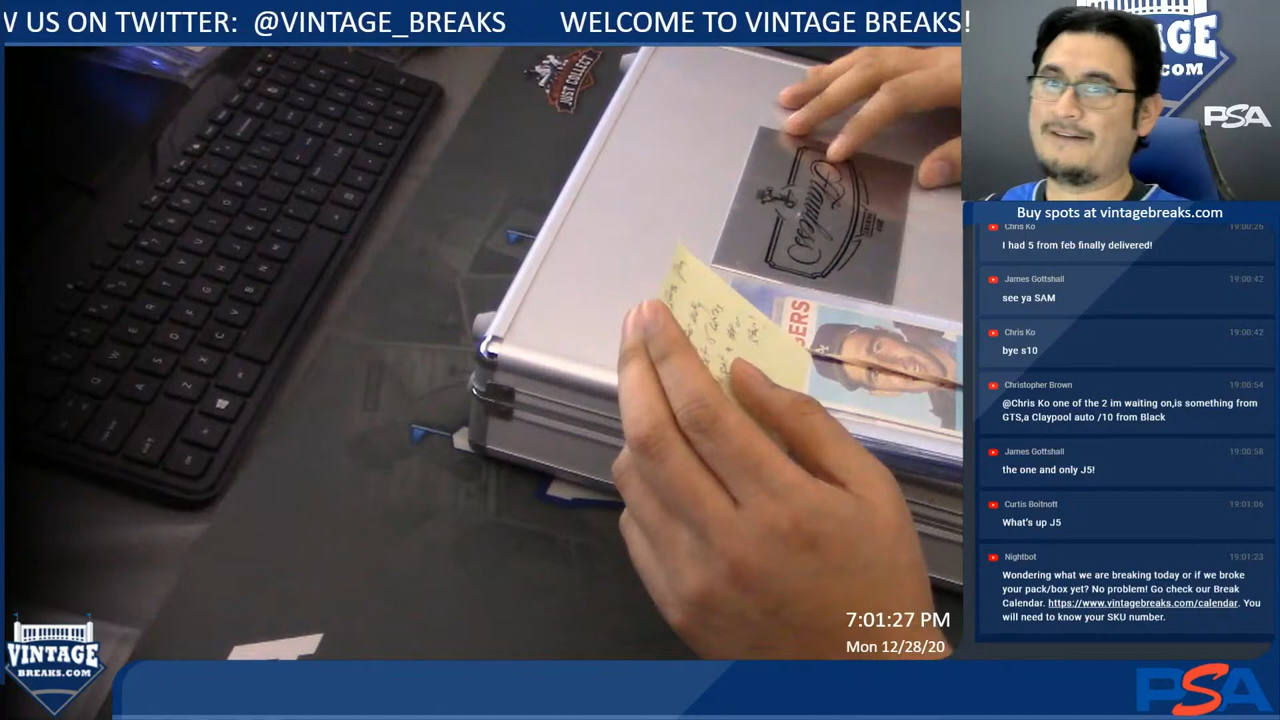 W US ON TWITTER: @VINTAGE_BREAKS WELCOME TO VINTAGE BREAKS!
JUST COLLECT
Flawless
GERS
AGE
.COM
PSA
Buy spots at vintagebreaks.com
Chris Ko 19:00:26
I had 5 from feb finally delivered!
James Gottshall 19:00:42
see ya SAM
Chris Ko 19:00:42
bye s10
Christopher Brown 19:00:54
@Chris Ko one of the 2 im waiting on,is something from
GTS,a Claypool auto /10 from Black
James Gottshall 19:00:58
the one and only J5!
Curtis Boitnott 19:01:06
What's up J5
Nightbot 19:01:23
Wondering what we are breaking today or if we broke
your pack/box yet? No problem! Go check our Break
Calendar. https://www.vintagebreaks.com/calendar. You
will need to know your SKU number.
7:01:27 PM
Mon 12/28/20
VINTAGE
BREAKS.COM
PSA